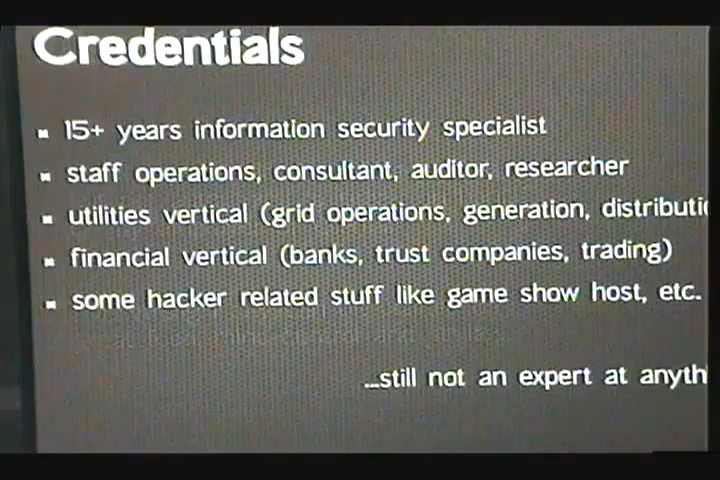 Credentials
15+ years information security specialist
staff operations, consultant, auditor, researcher
utilities vertical (grid operations, generation, distributi
financial vertical (banks, trust companies, trading)
some hacker related stuff like game show host, etc.
...still not an expert at anyth